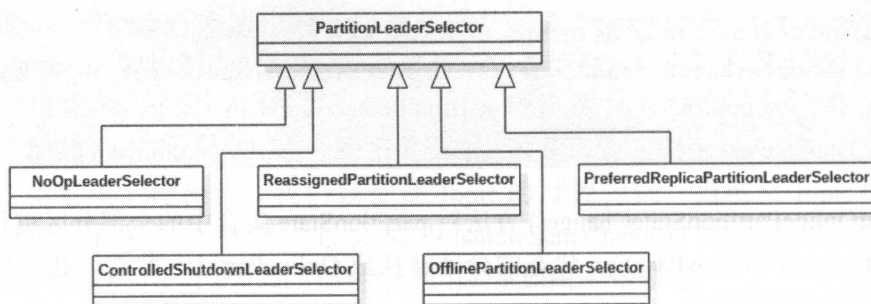 PartitionLeaderSelector
NoOpLeaderSelector
ReassignedPartitionLeaderSelector
PreferredReplicaPartitionLeaderSelector
ControlledShutdownLeaderSelector
OfflinePartitionLeaderSelector